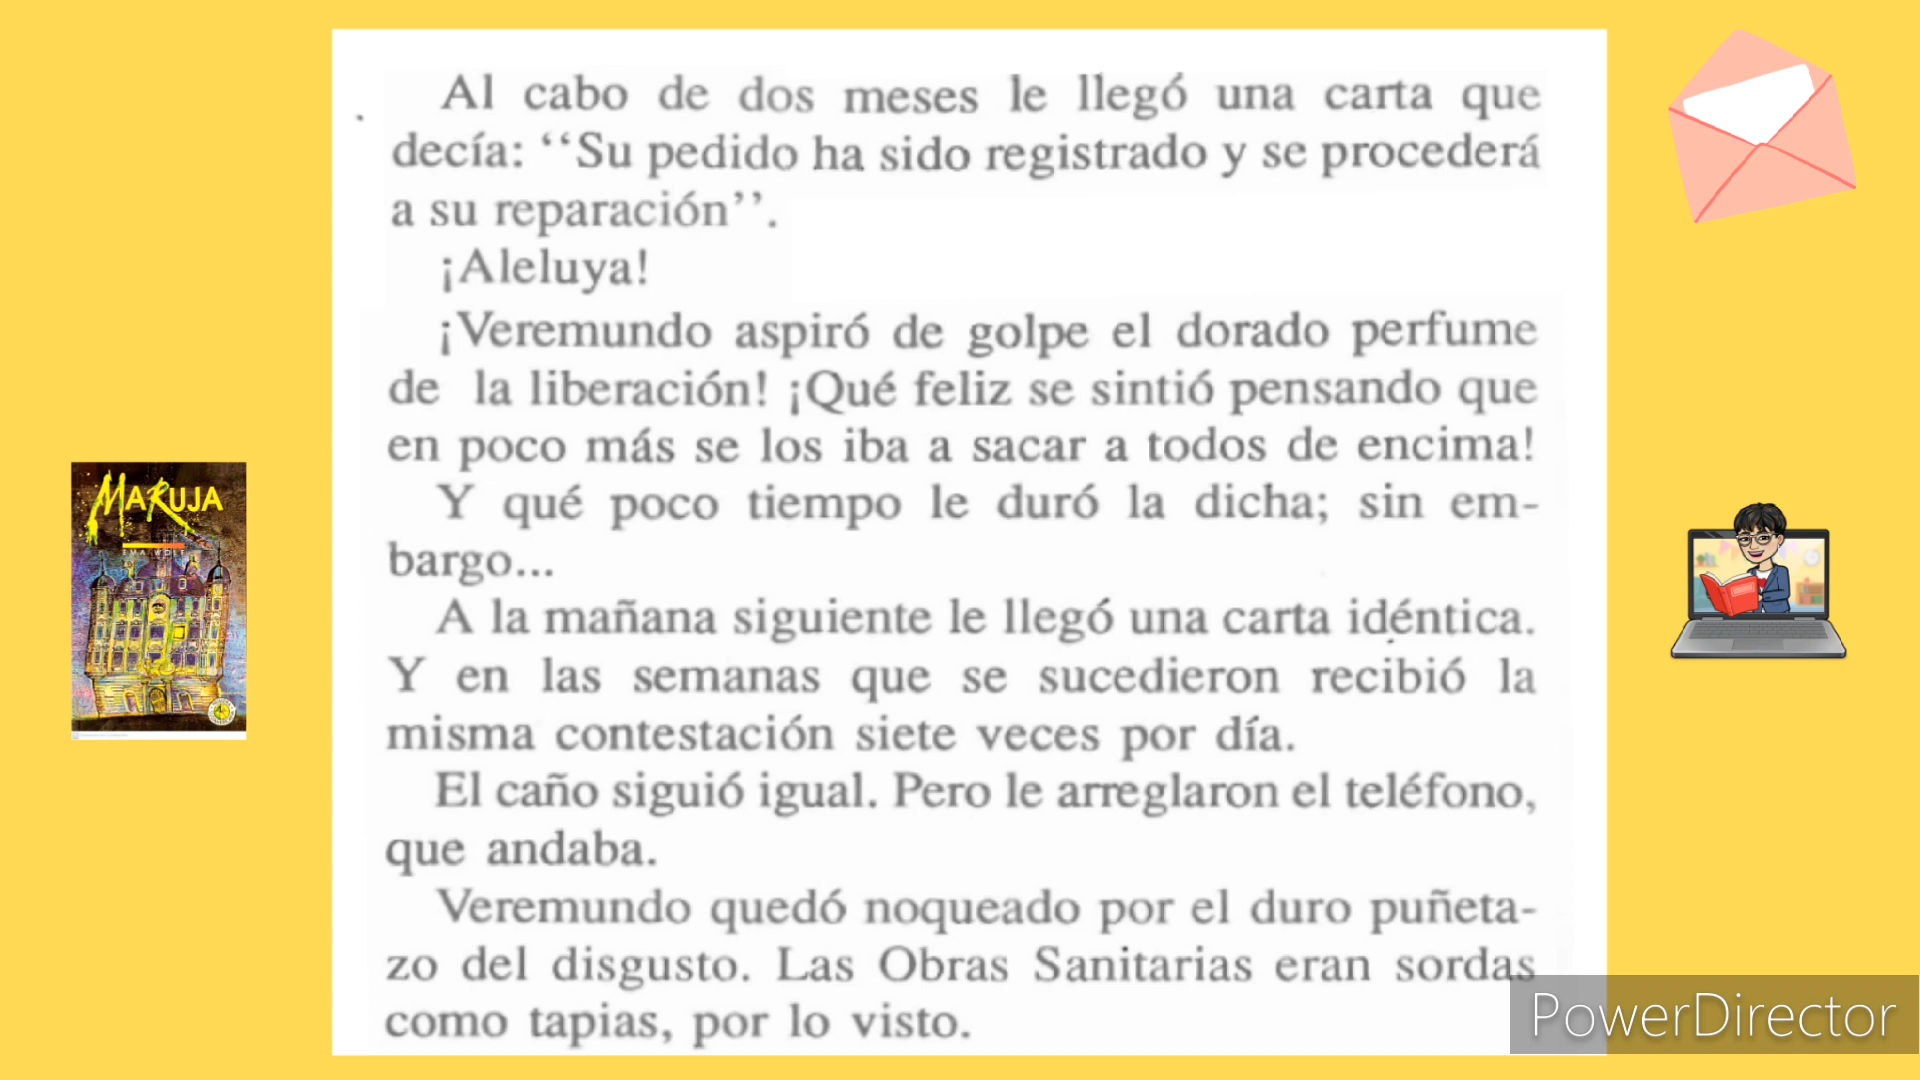 Al cabo de dos meses le llegó una carta que
decía: ‘‘Su pedido ha sido registrado y se procederá
a su reparación’’.
¡Aleluya!
¡Veremundo aspiró de golpe el dorado perfume
de la liberación! ¡Qué feliz se sintió pensando que
en poco más se los iba a sacar a todos de encima!
Y qué poco tiempo le duró la dicha; sin em-
bargo...
A la mañana siguiente le llegó una carta idéntica.
Y en las semanas que se sucedieron recibió la
misma contestación siete veces por día.
El caño siguió igual. Pero le arreglaron el teléfono,
que andaba.
Veremundo quedó noqueado por el duro puñeta-
zo del disgusto. Las Obras Sanitarias eran sordas
como tapias, por lo visto.
MARUJA
EMA WOLF
PowerDirector